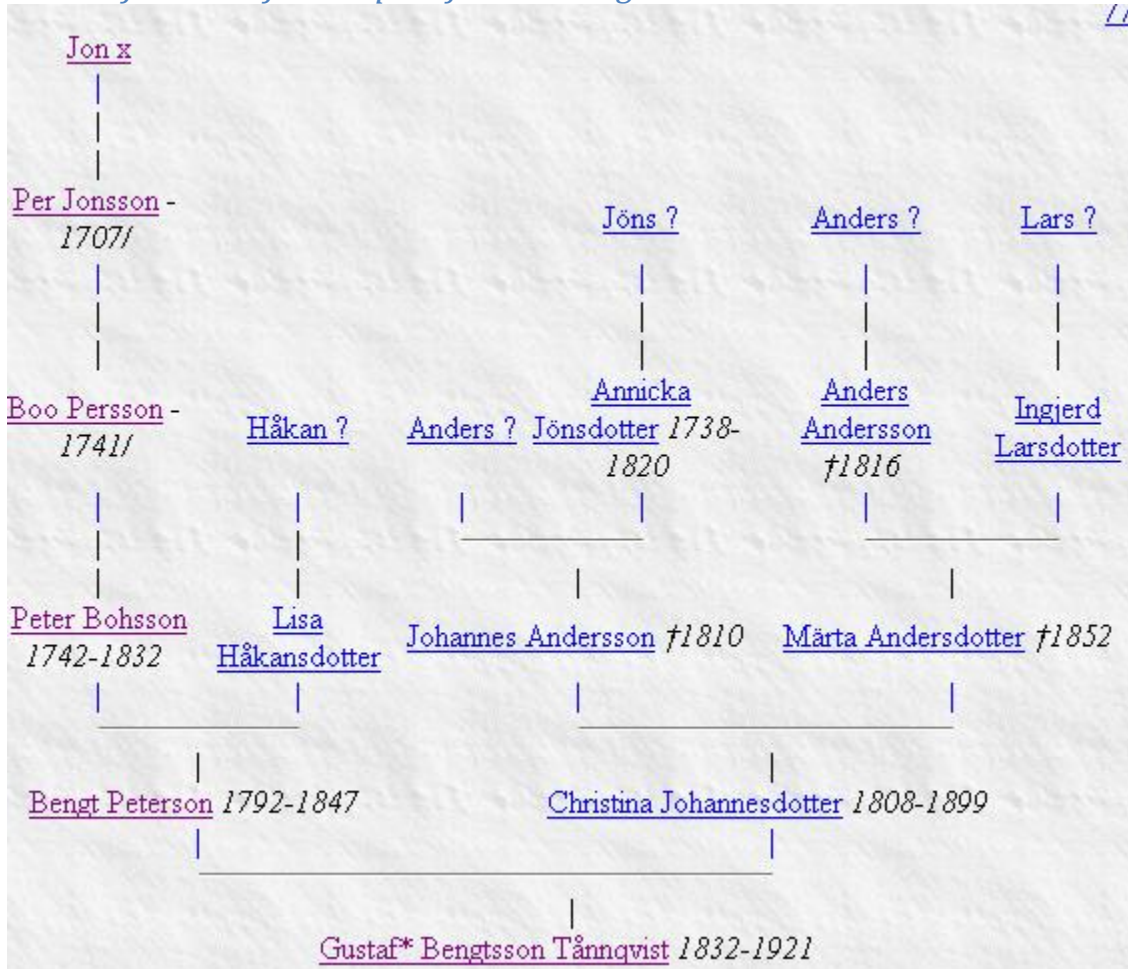 Jon x
Per Jonsson -
1707/
Jöns ?
Anders ?
Lars ?
Boo Persson -
1741/
Håkan ?
Anders ?
Annicka
Jönsdotter 1738-
1820
Anders
Andersson
†1816
Ingjerd
Larsdotter
Peter Bohsson
1742-1832
Lisa
Håkansdotter
Johannes Andersson †1810
Märta Andersdotter †1852
Bengt Peterson 1792-1847
Christina Johannesdotter 1808-1899
Gustaf* Bengtsson Tånnqvist 1832-1921